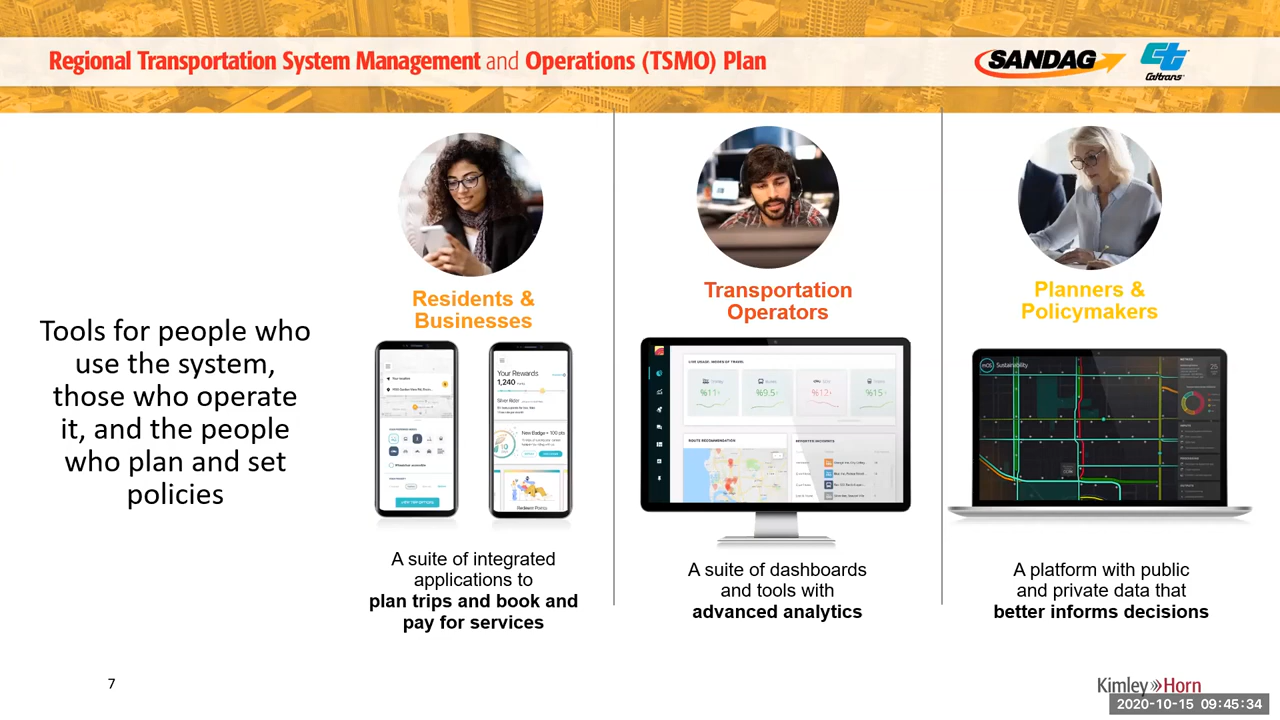 Regional Transportation System Management and Operations (TSMO) Plan
SANDAG
Caltrans
Tools for people who
use the system,
those who operate
it, and the people
who plan and set
policies
Residents &
Businesses
Your Rewards
1,240
Silver Rider
New Badge + 100 pts
Redeem Points
A suite of integrated
applications to
plan trips and book and
pay for services
Transportation
Operators
LIVE USAGE, MODES OF TRAVEL
%11
%9.5
%12
%15
ROUTE RECOMMENDATION
REPORTED INCIDENTS
A suite of dashboards
and tools with
advanced analytics
Planners &
Policymakers
Sustainability
25
A platform with public
and private data that
better informs decisions
7
Kimley»Horn
2020-10-15 09:45:34